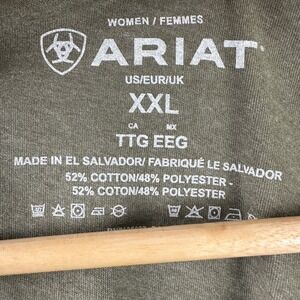 WOMEN / FEMMES
ARIAT
US/EUR/UK
XXL
CA MX
TTG EEG
MADE IN EL SALVADOR/ FABRIQUÉ LE SALVADOR
52% COTTON/48% POLYESTER -
52% COTTON/48% POLYESTER